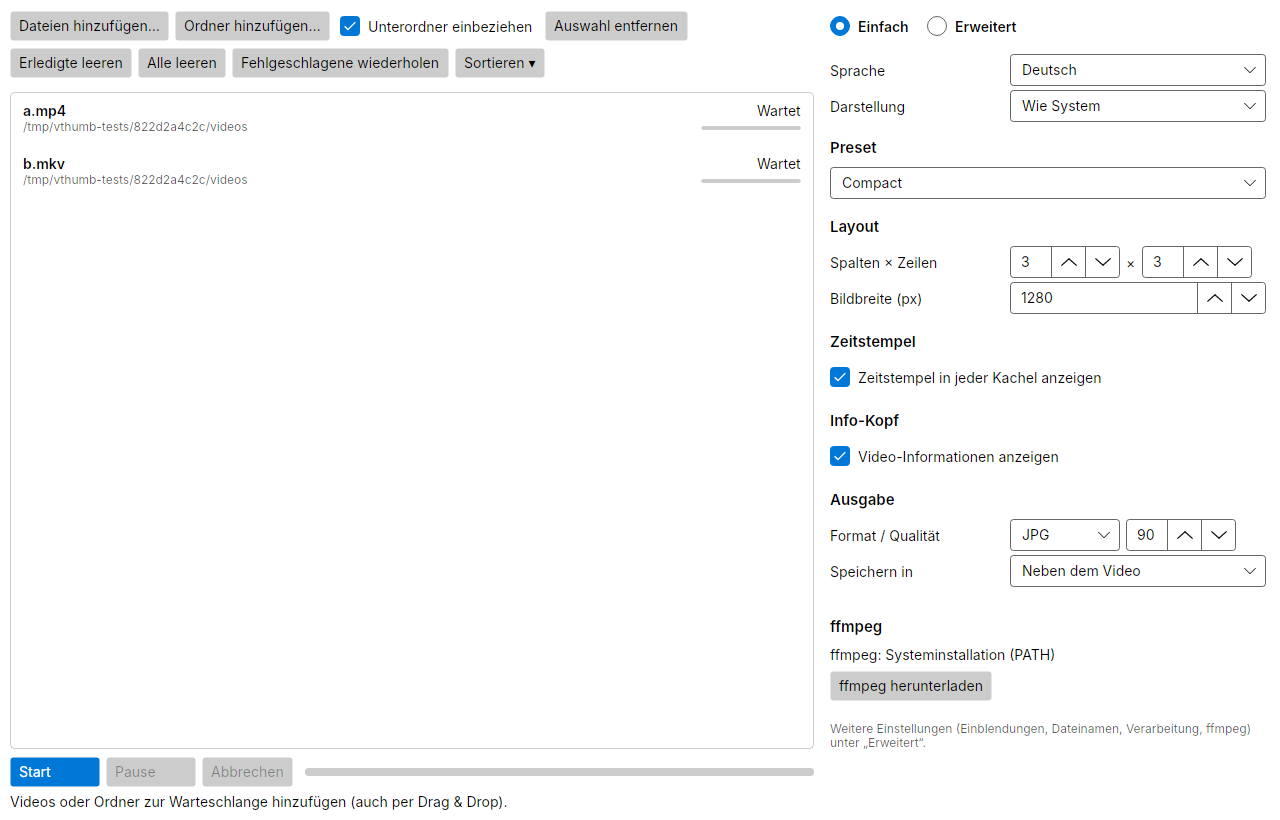 Dateien hinzufügen... Ordner hinzufügen... Unterordner einbeziehen Auswahl entfernen
Erledigte leeren Alle leeren Fehlgeschlagene wiederholen Sortieren ▾
a.mp4 Wartet
/tmp/vthumb-tests/822d2a4c2c/videos
b.mkv Wartet
/tmp/vthumb-tests/822d2a4c2c/videos
Start Pause Abbrechen
Videos oder Ordner zur Warteschlange hinzufügen (auch per Drag & Drop).
Einfach Erweitert
Sprache Deutsch
Darstellung Wie System
Preset
Compact
Layout
Spalten × Zeilen 3 × 3
Bildbreite (px) 1280
Zeitstempel
Zeitstempel in jeder Kachel anzeigen
Info-Kopf
Video-Informationen anzeigen
Ausgabe
Format / Qualität JPG 90
Speichern in Neben dem Video
ffmpeg
ffmpeg: Systeminstallation (PATH)
ffmpeg herunterladen
Weitere Einstellungen (Einblendungen, Dateinamen, Verarbeitung, ffmpeg)
unter „Erweitert“.